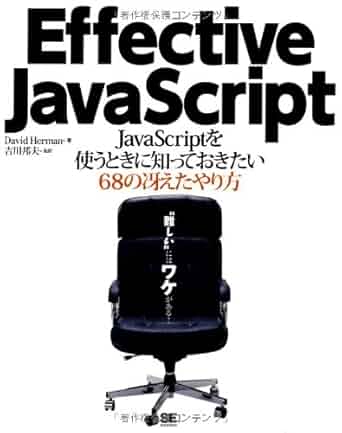 「著作権保護コンテンツ」
Effective
JavaScript
David Herman・著
吉川邦夫・監訳
JavaScriptを
使うときに知っておきたい
68の冴えたやり方
"難しい"にはワケがある!
SE
「著作権保護コンテンツ」